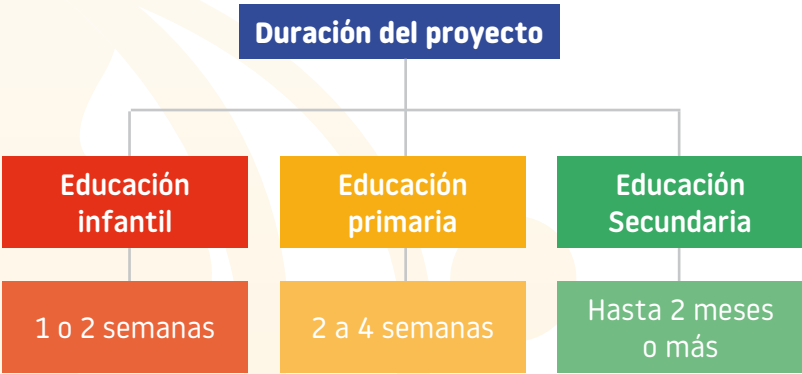 Duración del proyecto
Educación
infantil
Educación
primaria
Educación
Secundaria
1 o 2 semanas
2 a 4 semanas
Hasta 2 meses
o más